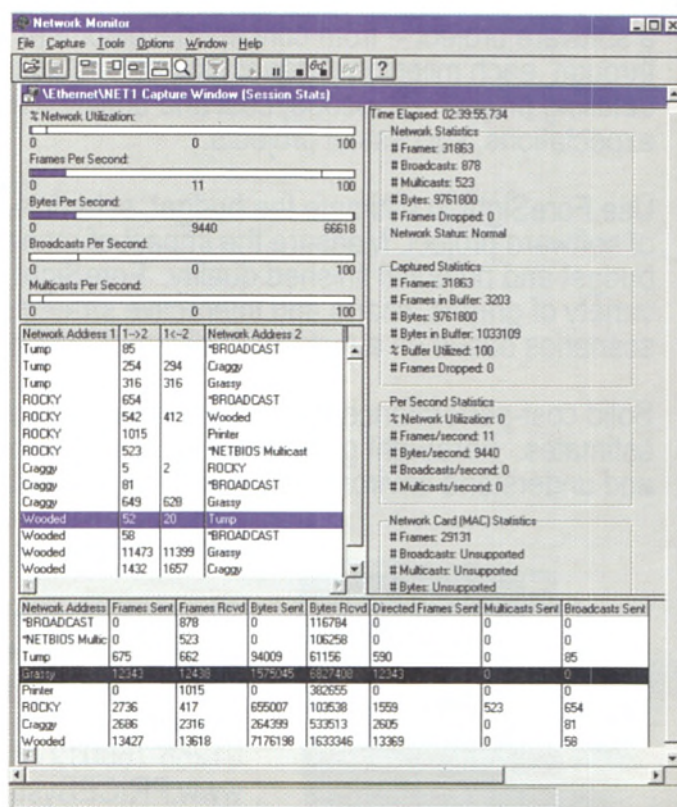 Network Monitor
File Capture Tools Options Window Help
\Ethernet\NET1 Capture Window (Session Stats)
% Network Utilization:
0 0 100
Frames Per Second:
0 11 100
Bytes Per Second:
0 9440 66618
Broadcasts Per Second:
0 0 100
Multicasts Per Second:
0 0 100
Time Elapsed: 02:39:55.734
Network Statistics
# Frames: 31863
# Broadcasts: 878
# Multicasts: 523
# Bytes: 9761800
# Frames Dropped: 0
Network Status: Normal
Captured Statistics
# Frames: 31863
# Frames in Buffer: 3203
# Bytes: 9761800
# Bytes in Buffer: 1033109
% Buffer Utilized: 100
# Frames Dropped: 0
Per Second Statistics
% Network Utilization: 0
# Frames/second: 11
# Bytes/second: 9440
# Broadcasts/second: 0
# Multicasts/second: 0
Network Card (MAC) Statistics
# Frames: 29131
# Broadcasts: Unsupported
# Multicasts: Unsupported
# Bytes: Unsupported
Network Address 1 1-->2 1<--2 Network Address 2
Tump 85 *BROADCAST
Tump 254 294 Craggy
Tump 316 316 Grassy
ROCKY 654 *BROADCAST
ROCKY 542 412 Wooded
ROCKY 1015 Printer
ROCKY 523 *NETBIOS Multicast
Craggy 5 2 ROCKY
Craggy 81 *BROADCAST
Craggy 649 628 Grassy
Wooded 52 20 Tump
Wooded 58 *BROADCAST
Wooded 11473 11399 Grassy
Wooded 1432 1657 Craggy
Network Address Frames Sent Frames Rcvd Bytes Sent Bytes Rcvd Directed Frames Sent Multicasts Sent Broadcasts Sent
*BROADCAST 0 878 0 116784 0 0 0
*NETBIOS Multic 0 523 0 106258 0 0 0
Tump 675 662 94009 61156 590 0 85
Grassy 12343 12438 1575045 6827400 12343 0 0
Printer 0 1015 0 382655 0 0 0
ROCKY 2736 417 655007 103538 1559 523 654
Craggy 2686 2316 264399 533513 2605 0 81
Wooded 13427 13618 7176198 1633346 13369 0 58